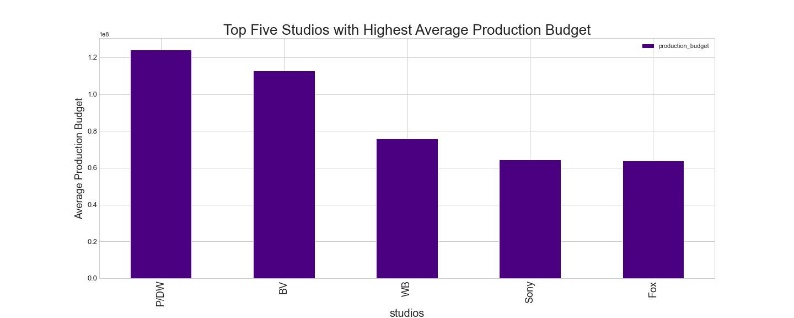 Top Five Studios with Highest Average Production Budget
1e8
production_budget
1.2
1.0
0.8
0.6
0.4
0.2
0.0
Average Production Budget
P/DW
BV
WB
Sony
Fox
studios